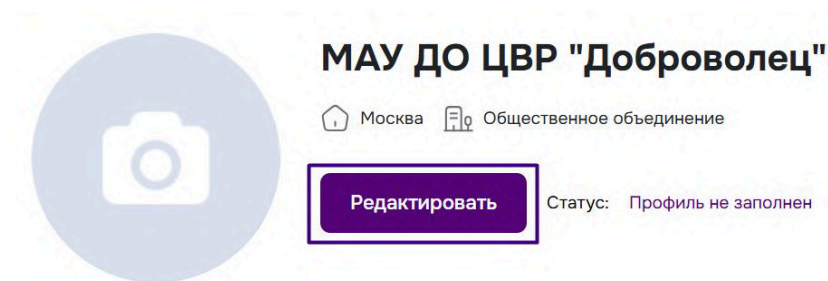 МАУ ДО ЦВР "Доброволец"
Москва Общественное объединение
Редактировать Статус: Профиль не заполнен